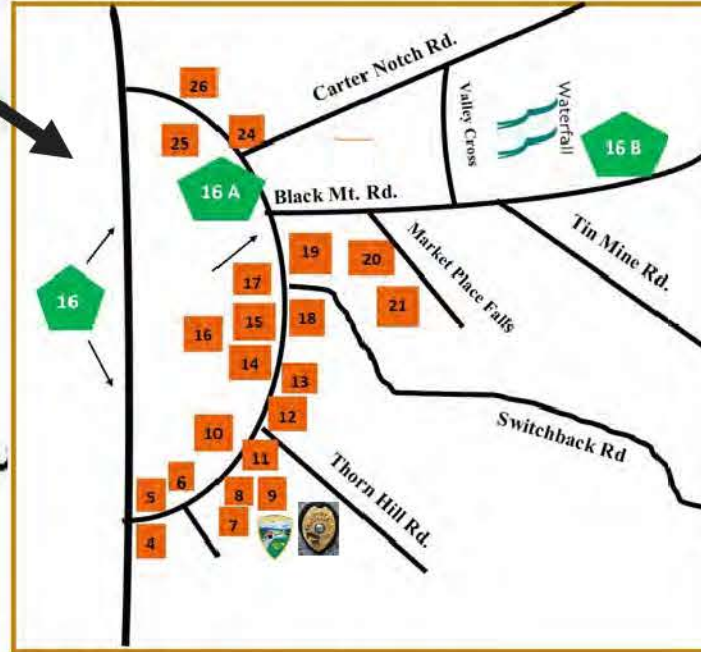 26
Carter Notch Rd.
25
24
Valley Cross
Waterfall
16 B
16 A
Black Mt. Rd.
Tin Mine Rd.
Market Place Falls
19
20
17
21
16
16
15
18
14
13
12
Switchback Rd
10
11
Thorn Hill Rd.
6
5
8
9
7
4